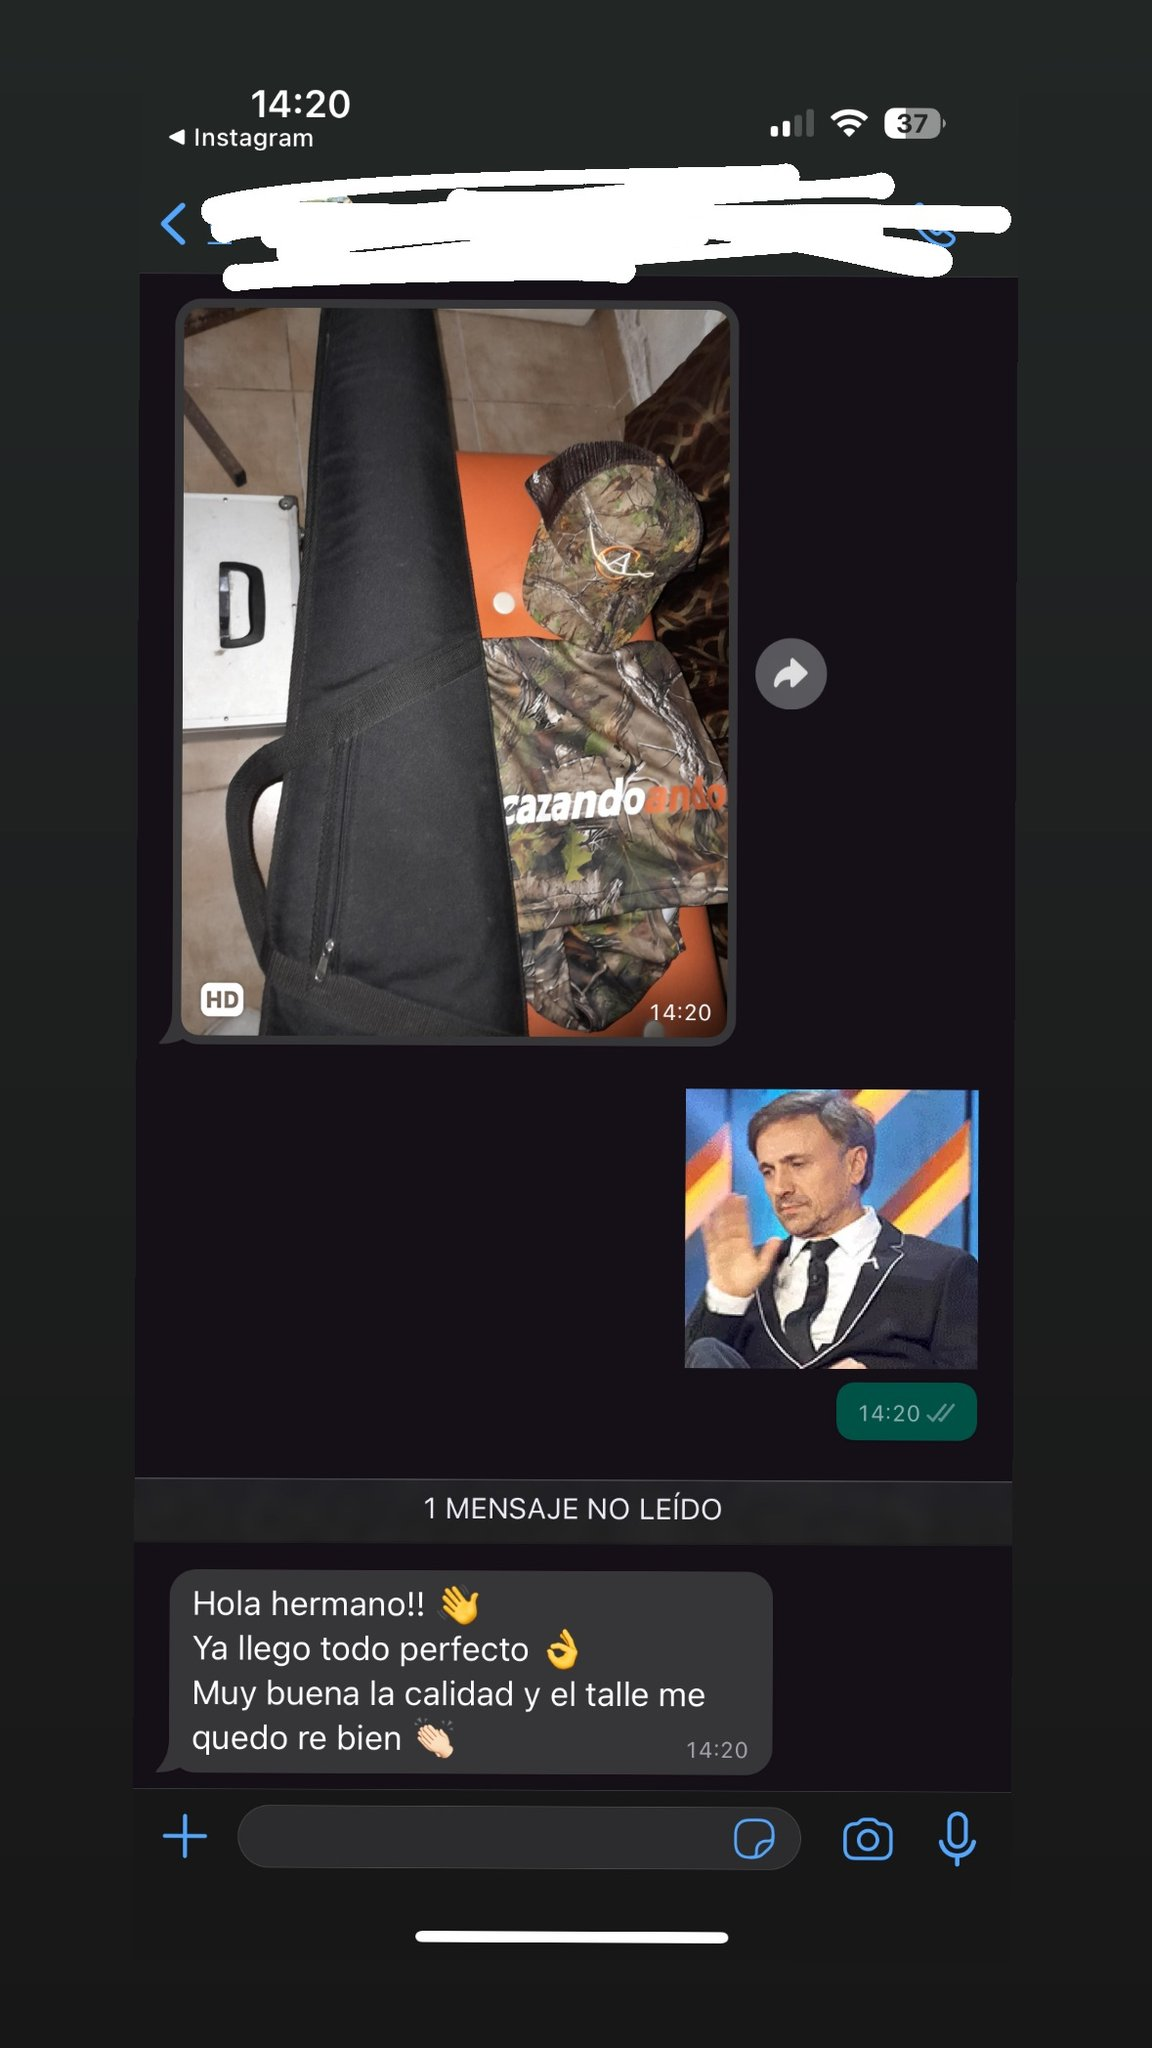 14:20
Instagram
37
cazandoando
HD
14:20
14:20
1 MENSAJE NO LEÍDO
Hola hermano!! 👋
Ya llego todo perfecto 👌
Muy buena la calidad y el talle me
quedo re bien 👏🏻
14:20